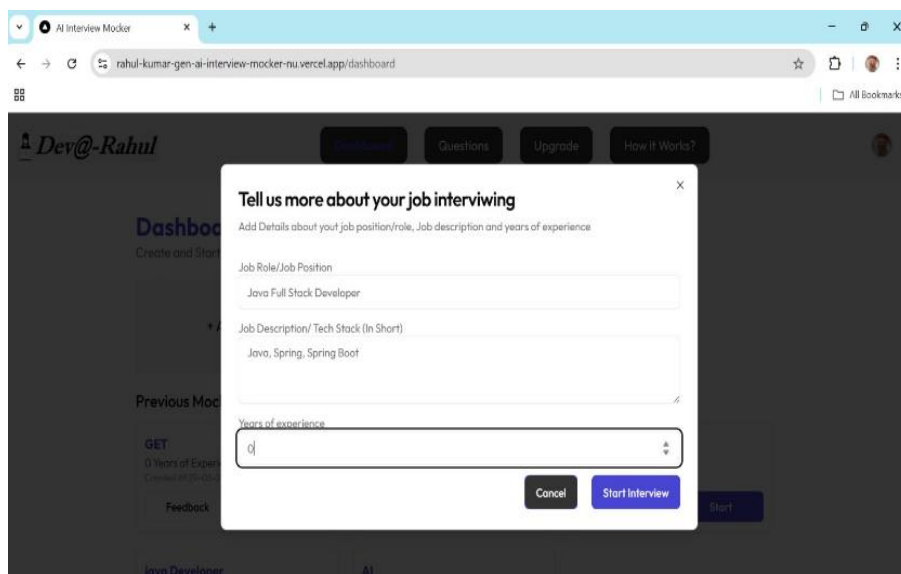 AI Interview Mocker
rahul-kumar-gen-ai-interview-mocker-nu.vercel.app/dashboard
All Bookmarks
Dev@-Rahul
Dashboard Questions Upgrade How it Works?
Tell us more about your job interviwing
Add Details about yout job position/role, Job description and years of experience
Dashboa
Create and Start
Job Role/Job Position
Java Full Stack Developer
+ A
Job Description/ Tech Stack (In Short)
Java, Spring, Spring Boot
Previous Moc
Years of experience
0
GET
0 Years of Experi
Cancel
Start Interview
Feedback
Start
Java Developer
AI